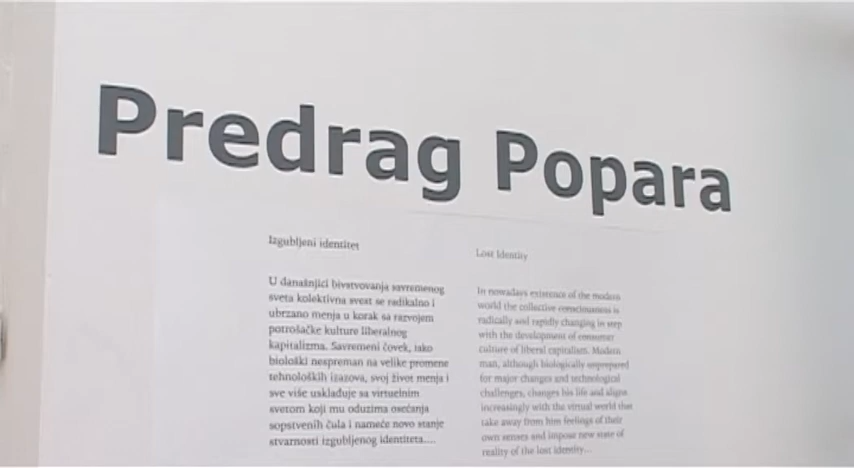 Predrag Popara
Izgubljeni identitet
U današnjici bivstvovanja savremenog
sveta kolektivna svest se radikalno i
ubrzano menja u korak sa razvojem
potrošačke kulture liberalnog
kapitalizma. Savremeni čovek, iako
biološki nespreman na velike promene
tehnoloških izazova, svoj život menja i
sve više usklađuje sa virtuelnim
svetom koji mu oduzima osećanja
sopstvenih čula i nameće novo stanje
stvarnosti izgubljenog identiteta....
Lost Identity
In nowadays existence of the modern
world the collective consciousness is
radically and rapidly changing in step
with the development of consumer
culture of liberal capitalism. Modern
man, although biologically unprepared
for major changes and technological
challenges, changes his life and aligns
increasingly with the virtual world that
take away from him feelings of their
own senses and impose new state of
reality of the lost identity...